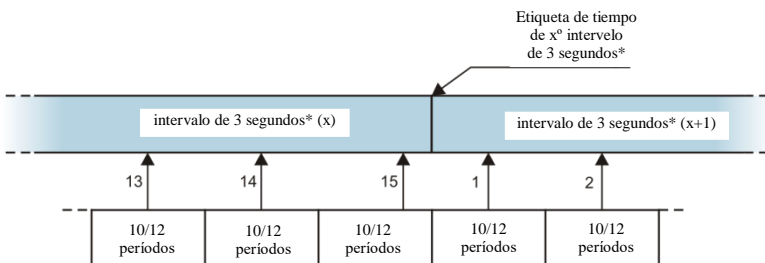 Etiqueta de tiempo
de xº intervelo
de 3 segundos*
intervalo de 3 segundos* (x)
intervalo de 3 segundos* (x+1)
13
14
15
1
2
10/12
períodos
10/12
períodos
10/12
períodos
10/12
períodos
10/12
períodos